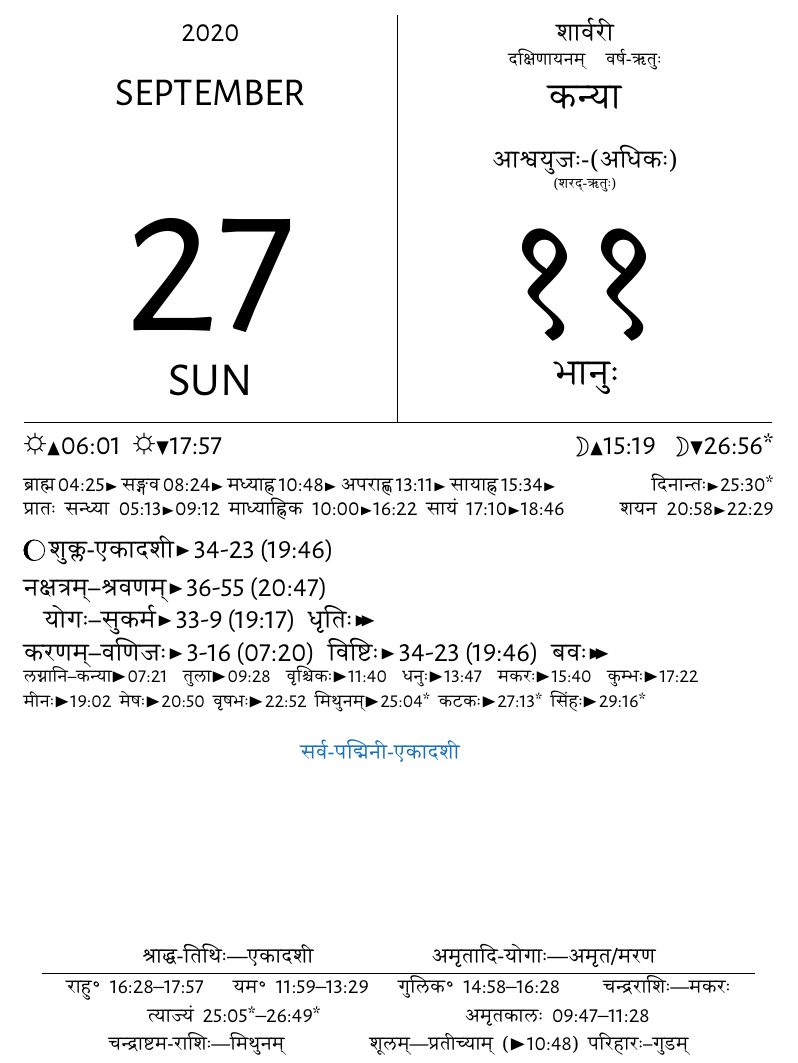 2020
SEPTEMBER
27
SUN
शार्वरी
दक्षिणायनम् वर्ष-ऋतुः
कन्या
आश्वयुजः-(अधिकः)
(शरद्-ऋतुः)
११
भानुः
☼▲06:01 ☼▼17:57 ☽▲15:19 ☽▼26:56*
ब्राह्म 04:25► सङ्गव 08:24► मध्याह्न 10:48► अपराह्ण 13:11► सायाह्न 15:34► दिनान्तः►25:30*
प्रातः सन्ध्या 05:13►09:12 माध्याह्निक 10:00►16:22 सायं 17:10►18:46 शयन 20:58►22:29
शुक्ल-एकादशी►34-23 (19:46)
नक्षत्रम्–श्रवणम्►36-55 (20:47)
योगः–सुकर्म►33-9 (19:17) धृतिः►►
करणम्–वणिजः►3-16 (07:20) विष्टिः►34-23 (19:46) बवः►►
लग्नानि–कन्या►07:21 तुला►09:28 वृश्चिकः►11:40 धनुः►13:47 मकरः►15:40 कुम्भः►17:22
मीनः►19:02 मेषः►20:50 वृषभः►22:52 मिथुनम्►25:04* कटकः►27:13* सिंहः►29:16*
सर्व-पद्मिनी-एकादशी
श्राद्ध-तिथिः—एकादशी अमृतादि-योगाः—अमृत/मरण
राहु॰ 16:28–17:57 यम॰ 11:59–13:29 गुलिक॰ 14:58–16:28 चन्द्रराशिः—मकरः
त्याज्यं 25:05*–26:49* अमृतकालः 09:47–11:28
चन्द्राष्टम-राशिः—मिथुनम् शूलम्—प्रतीच्याम् (►10:48) परिहारः–गुडम्